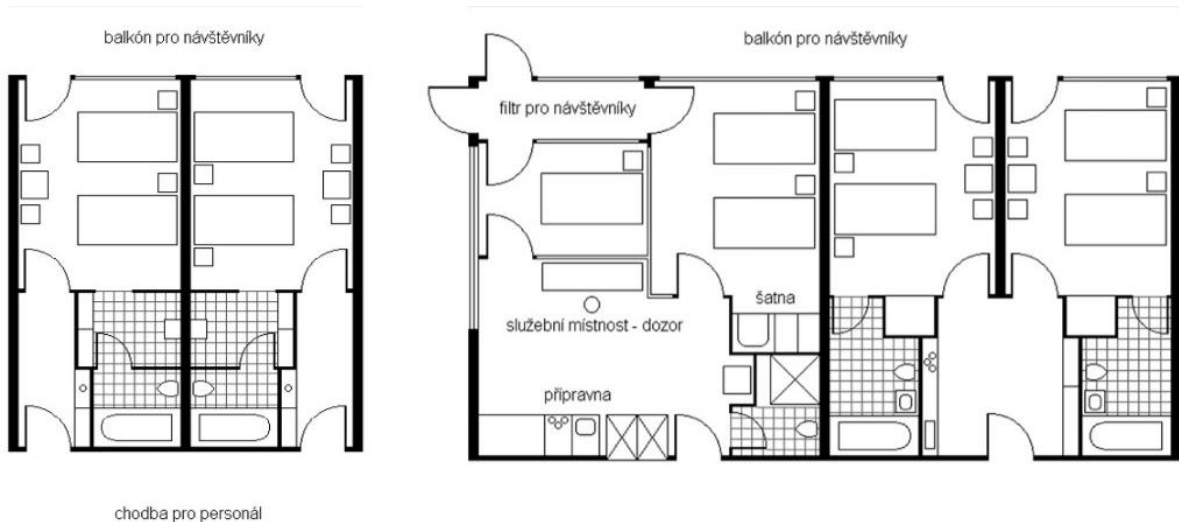 balkón pro návštěvníky
balkón pro návštěvníky
filtr pro návštěvníky
šatna
služební místnost - dozor
přípravna
chodba pro personál